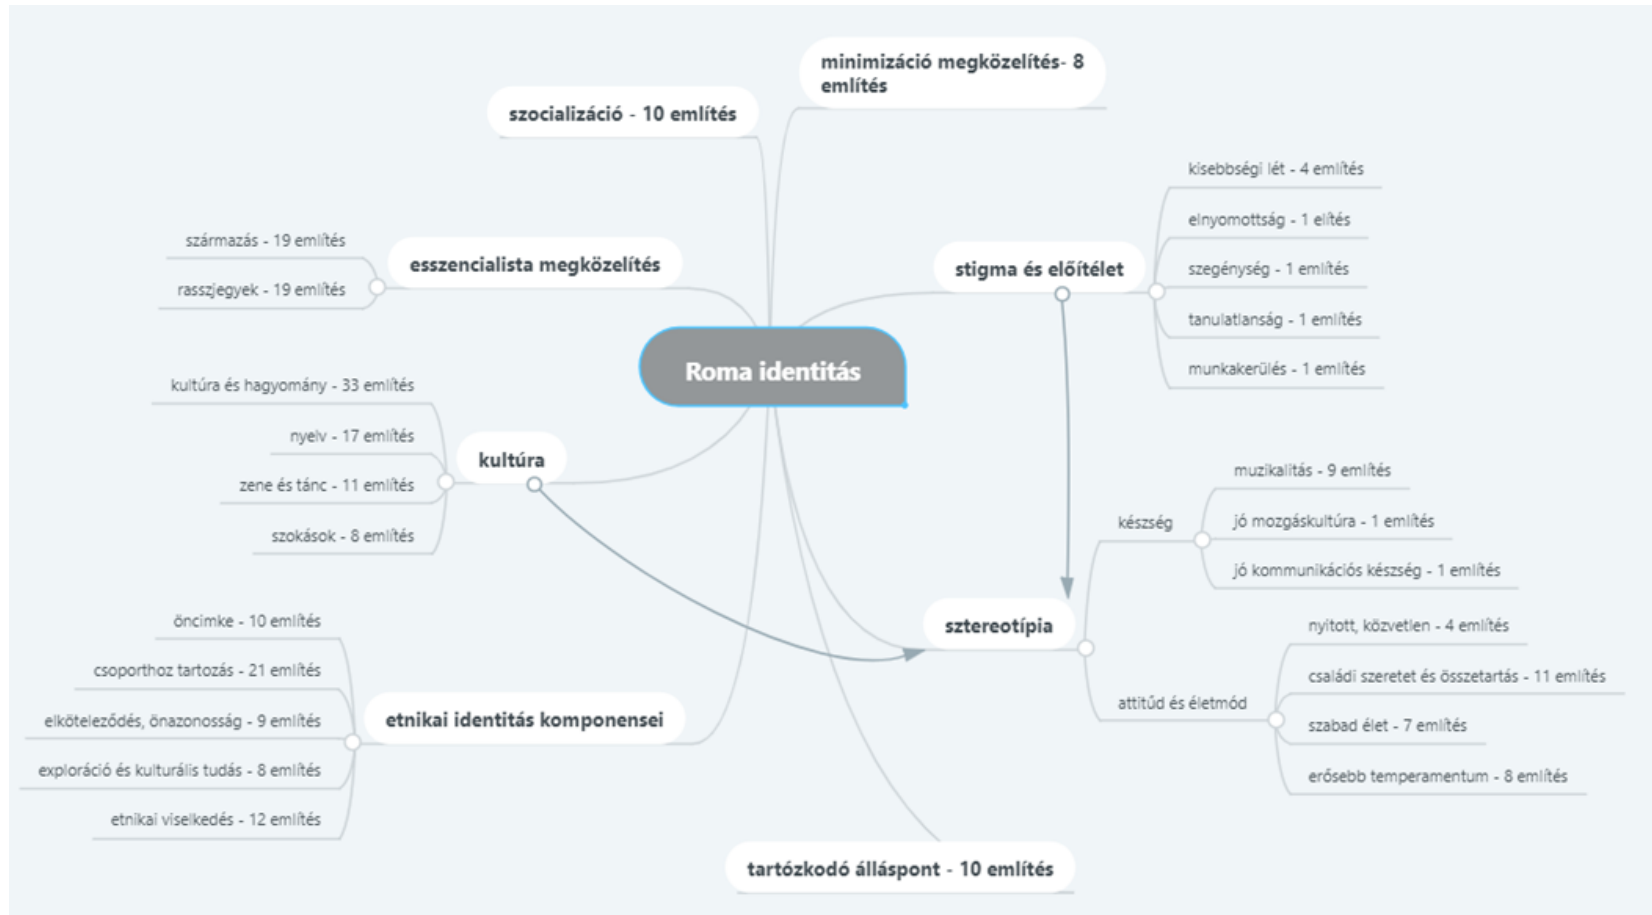 minimizáció megközelítés- 8
említés
szocializáció - 10 említés
származás - 19 említés
rasszjegyek - 19 említés
esszencialista megközelítés
stigma és előítélet
kisebbségi lét - 4 említés
elnyomottság - 1 elítés
szegénység - 1 említés
tanulatlanság - 1 említés
munkakerülés - 1 említés
Roma identitás
kultúra és hagyomány - 33 említés
nyelv - 17 említés
zene és tánc - 11 említés
szokások - 8 említés
kultúra
sztereotípia
készség
muzikalitás - 9 említés
jó mozgáskultúra - 1 említés
jó kommunikációs készség - 1 említés
attitűd és életmód
nyitott, közvetlen - 4 említés
családi szeretet és összetartás - 11 említés
szabad élet - 7 említés
erősebb temperamentum - 8 említés
öncimke - 10 említés
csoporthoz tartozás - 21 említés
elköteleződés, önazonosság - 9 említés
exploráció és kulturális tudás - 8 említés
etnikai viselkedés - 12 említés
etnikai identitás komponensei
tartózkodó álláspont - 10 említés